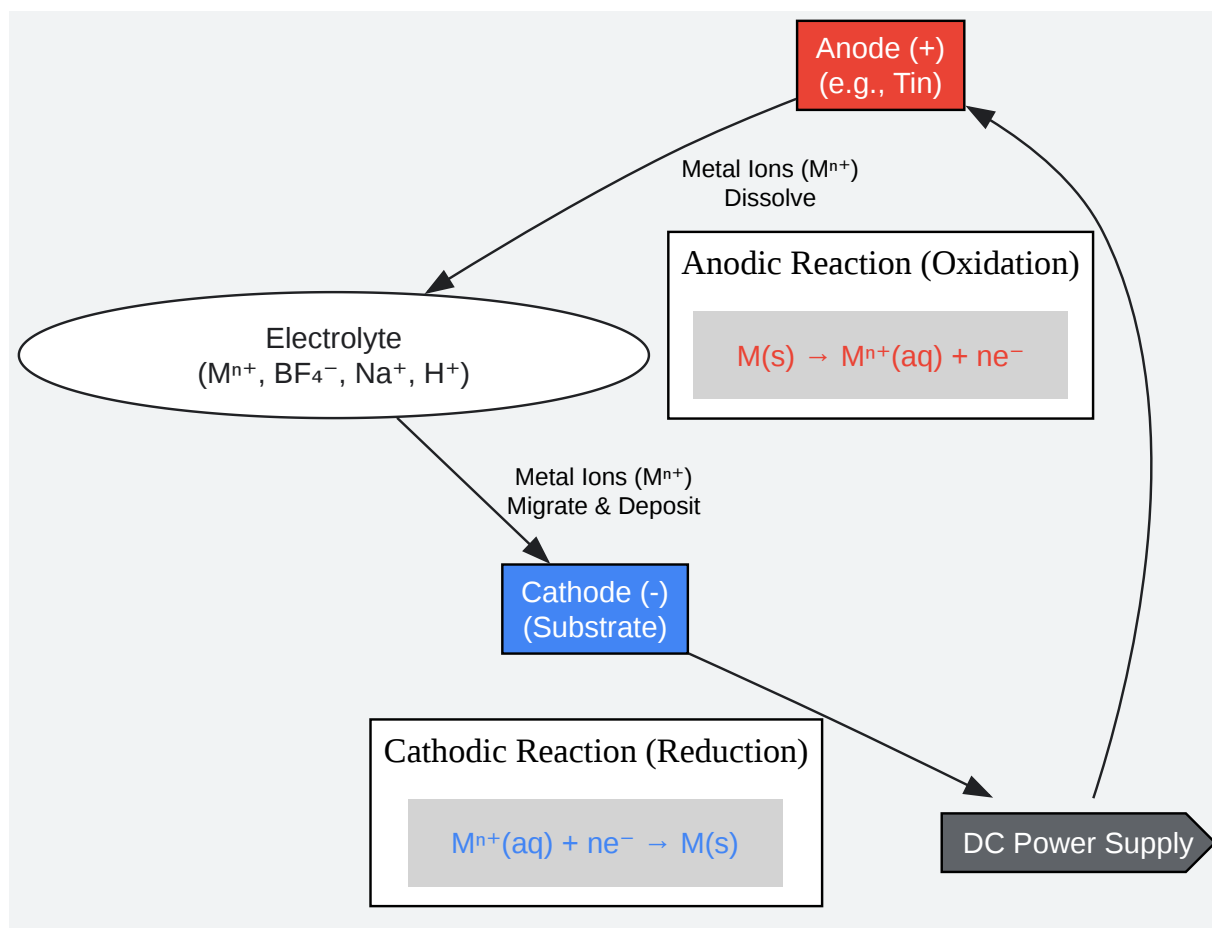 Anode (+)
(e.g., Tin)
Metal Ions (Mⁿ⁺)
Dissolve
Anodic Reaction (Oxidation)
M(s) → Mⁿ⁺(aq) + ne⁻
Electrolyte
(Mⁿ⁺, BF₄⁻, Na⁺, H⁺)
Metal Ions (Mⁿ⁺)
Migrate & Deposit
Cathode (-)
(Substrate)
Cathodic Reaction (Reduction)
Mⁿ⁺(aq) + ne⁻ → M(s)
DC Power Supply